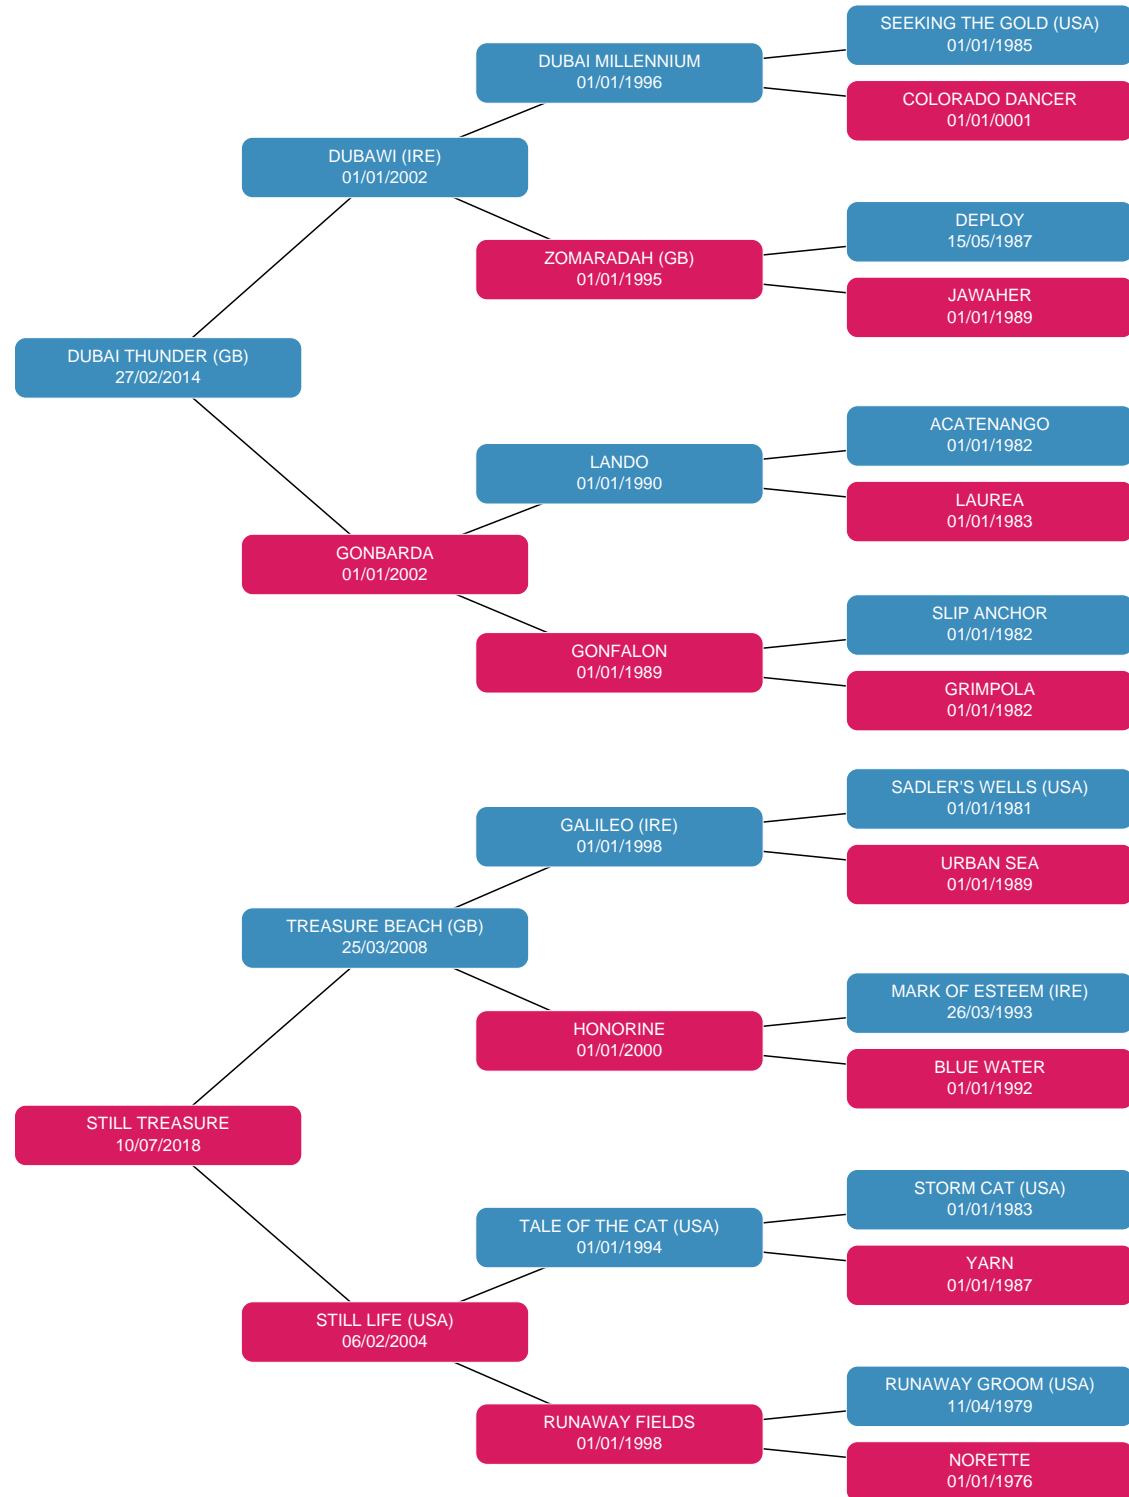 SEEKING THE GOLD (USA)
01/01/1985
DUBAI MILLENNIUM
01/01/1996
COLORADO DANCER
01/01/0001
DUBAWI (IRE)
01/01/2002
DEPLOY
15/05/1987
ZOMARADAH (GB)
01/01/1995
JAWAHER
01/01/1989
DUBAI THUNDER (GB)
27/02/2014
ACATENANGO
01/01/1982
LANDO
01/01/1990
LAUREA
01/01/1983
GONBARDA
01/01/2002
SLIP ANCHOR
01/01/1982
GONFALON
01/01/1989
GRIMPOLA
01/01/1982
SADLER'S WELLS (USA)
01/01/1981
GALILEO (IRE)
01/01/1998
URBAN SEA
01/01/1989
TREASURE BEACH (GB)
25/03/2008
MARK OF ESTEEM (IRE)
26/03/1993
HONORINE
01/01/2000
BLUE WATER
01/01/1992
STILL TREASURE
10/07/2018
STORM CAT (USA)
01/01/1983
TALE OF THE CAT (USA)
01/01/1994
YARN
01/01/1987
STILL LIFE (USA)
06/02/2004
RUNAWAY GROOM (USA)
11/04/1979
RUNAWAY FIELDS
01/01/1998
NORETTE
01/01/1976